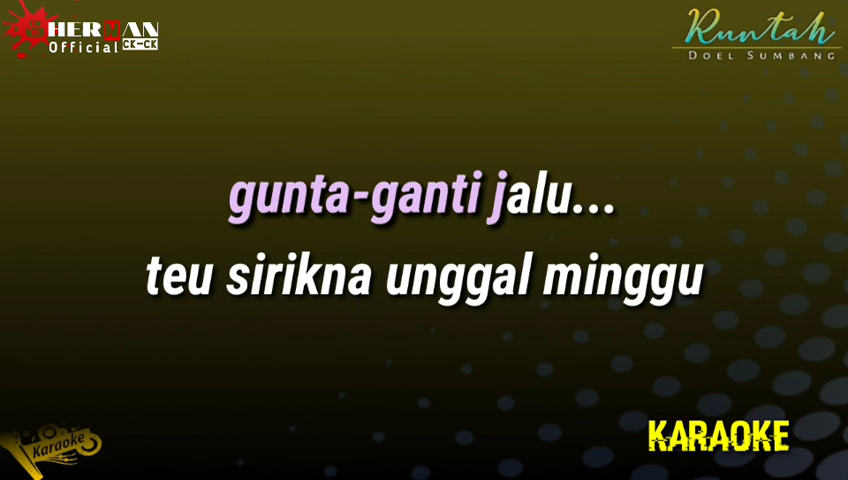 HERMAN
Official CK-CK
Runtah
DOEL SUMBANG
gunta-ganti jalu...
teu sirikna unggal minggu
Karaoke
KARAOKE